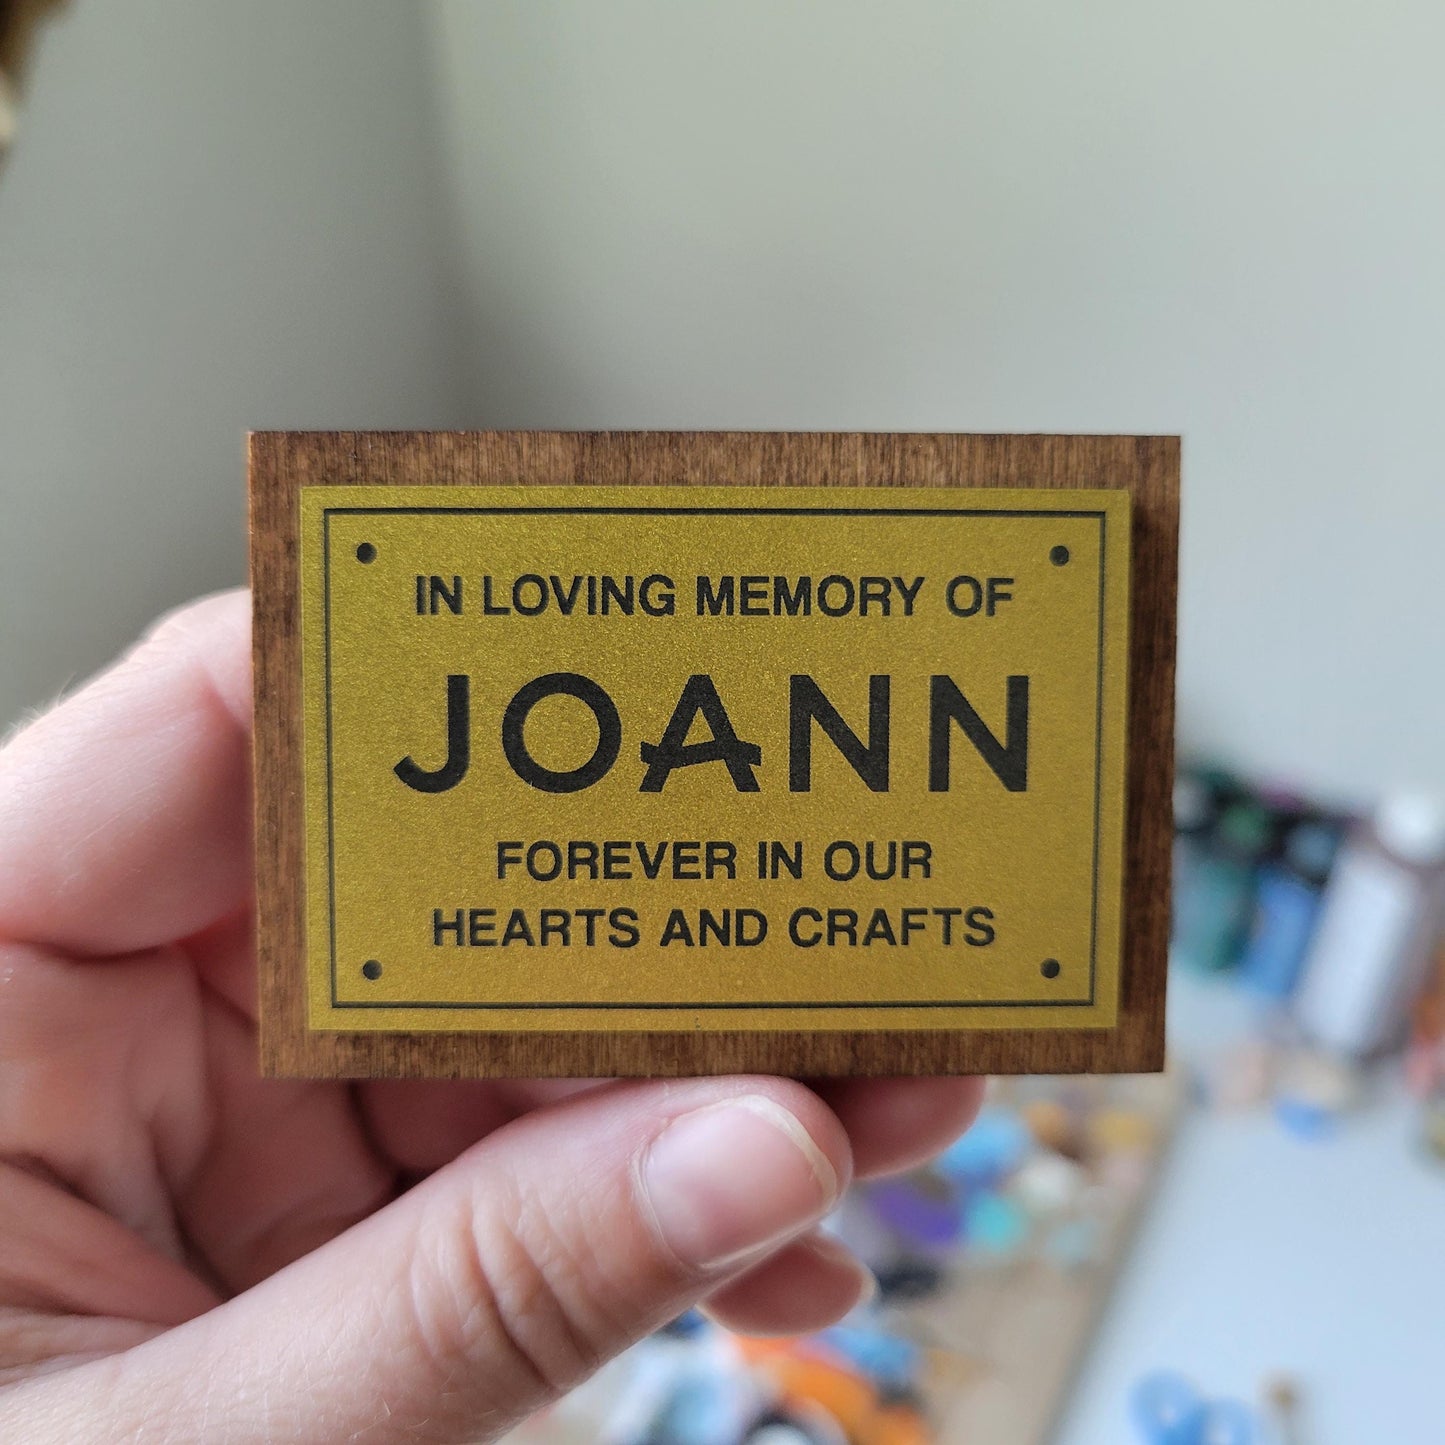 IN LOVING MEMORY OF
JOANN
FOREVER IN OUR
HEARTS AND CRAFTS